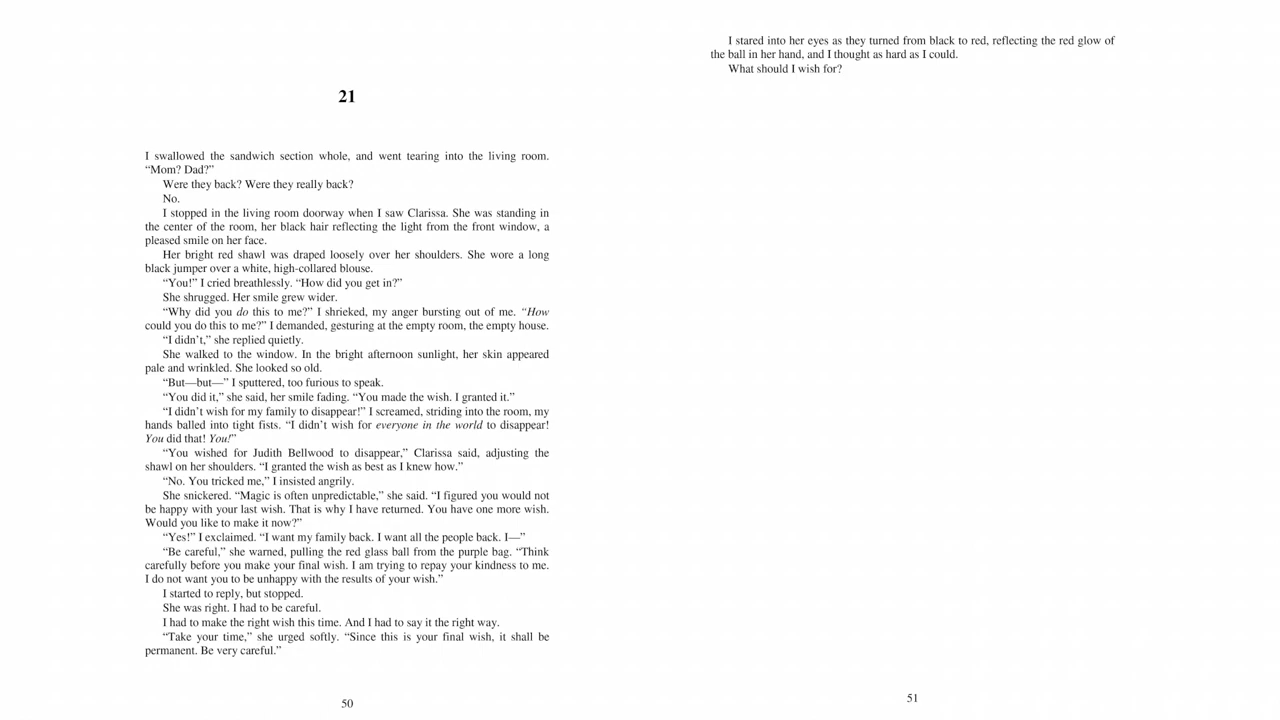 21
I swallowed the sandwich section whole, and went tearing into the living room.
“Mom? Dad?”
Were they back? Were they really back?
No.
I stopped in the living room doorway when I saw Clarissa. She was standing in
the center of the room, her black hair reflecting the light from the front window, a
pleased smile on her face.
Her bright red shawl was draped loosely over her shoulders. She wore a long
black jumper over a white, high-collared blouse.
“You!” I cried breathlessly. “How did you get in?”
She shrugged. Her smile grew wider.
“Why did you do this to me?” I shrieked, my anger bursting out of me. “How
could you do this to me?” I demanded, gesturing at the empty room, the empty house.
“I didn’t,” she replied quietly.
She walked to the window. In the bright afternoon sunlight, her skin appeared
pale and wrinkled. She looked so old.
“But—but—” I sputtered, too furious to speak.
“You did it,” she said, her smile fading. “You made the wish. I granted it.”
“I didn’t wish for my family to disappear!” I screamed, striding into the room, my
hands balled into tight fists. “I didn’t wish for everyone in the world to disappear!
You did that! You!”
“You wished for Judith Bellwood to disappear,” Clarissa said, adjusting the
shawl on her shoulders. “I granted the wish as best as I knew how.”
“No. You tricked me,” I insisted angrily.
She snickered. “Magic is often unpredictable,” she said. “I figured you would not
be happy with your last wish. That is why I have returned. You have one more wish.
Would you like to make it now?”
“Yes!” I exclaimed. “I want my family back. I want all the people back. I—”
“Be careful,” she warned, pulling the red glass ball from the purple bag. “Think
carefully before you make your final wish. I am trying to repay your kindness to me.
I do not want you to be unhappy with the results of your wish.”
I started to reply, but stopped.
She was right. I had to be careful.
I had to make the right wish this time. And I had to say it the right way.
“Take your time,” she urged softly. “Since this is your final wish, it shall be
permanent. Be very careful.”
50
I stared into her eyes as they turned from black to red, reflecting the red glow of
the ball in her hand, and I thought as hard as I could.
What should I wish for?
51